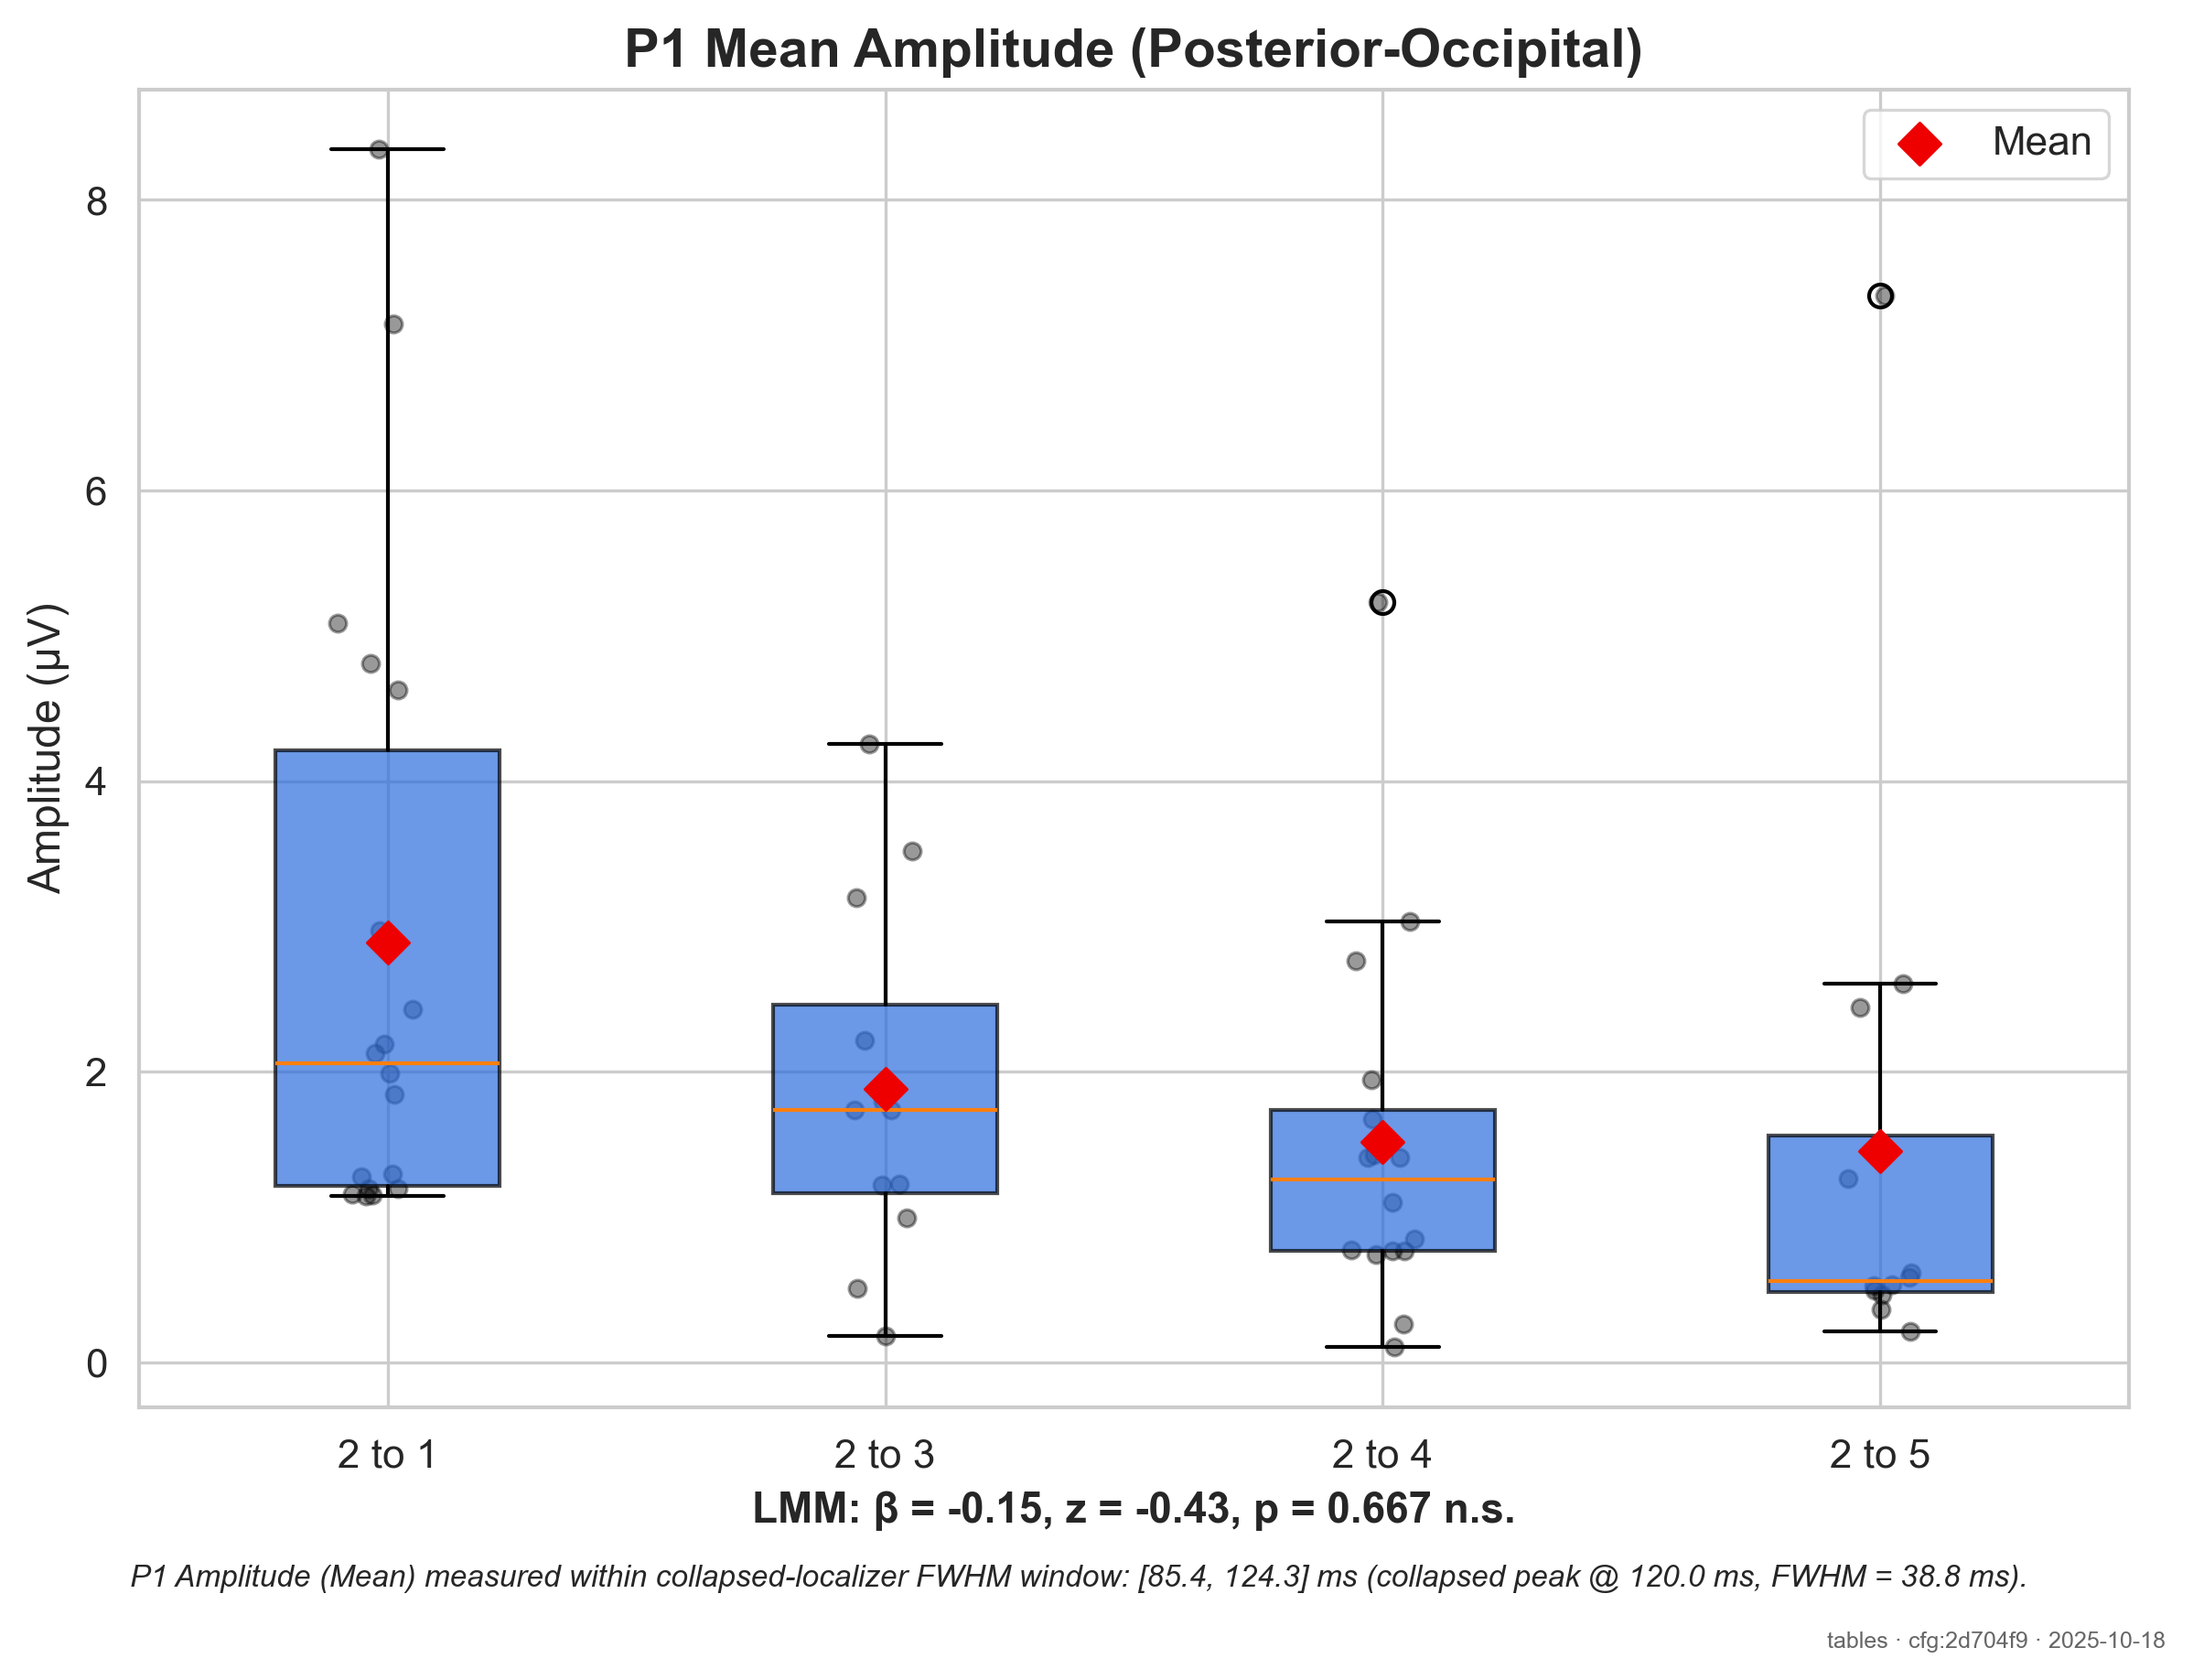 P1 Mean Amplitude (Posterior-Occipital)
Mean
Amplitude (µV)
8
6
4
2
0
2 to 1
2 to 3
2 to 4
2 to 5
LMM: β = -0.15, z = -0.43, p = 0.667 n.s.
P1 Amplitude (Mean) measured within collapsed-localizer FWHM window: [85.4, 124.3] ms (collapsed peak @ 120.0 ms, FWHM = 38.8 ms).
tables · cfg:2d704f9 · 2025-10-18